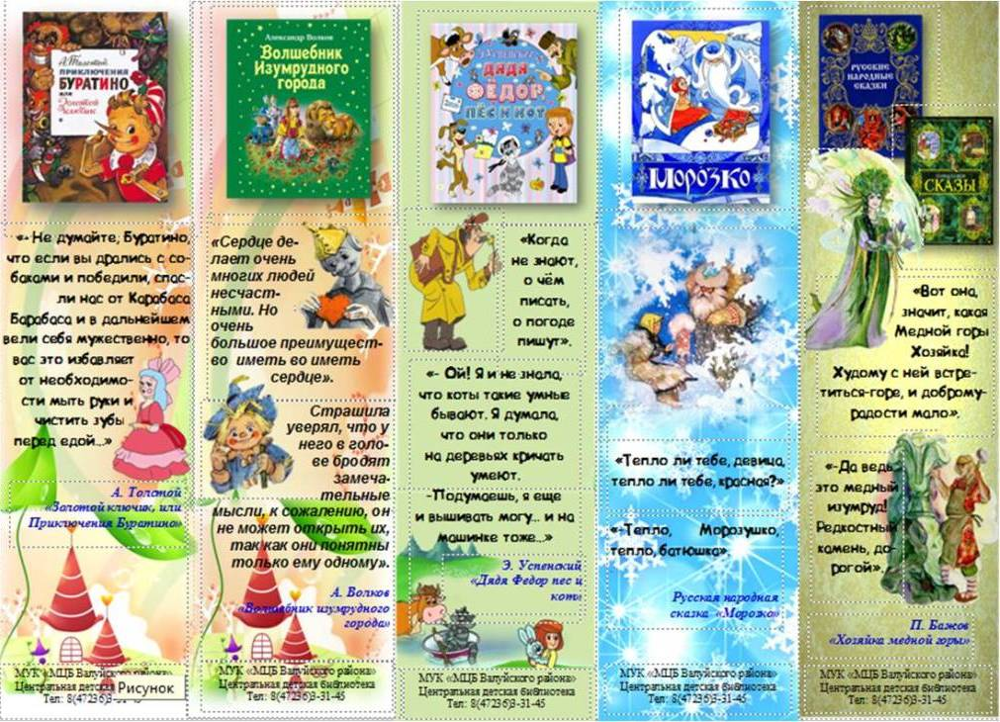 А. Толстой
ПРИКЛЮЧЕНИЯ
БУРАТИНО
или
Золотой
ключик
«- Не думайте, Буратино,
что если вы дрались с со-
баками и победили, спас-
ли нас от Карабаса
Барабаса и в дальнейшем
вели себя мужественно, то
вас это избавляет
от необходимо-
сти мыть руки и
чистить зубы
перед едой...»
А. Толстой
«Золотой ключик, или
Приключения Буратино»
МУК «МЦБ Валуйского района»
Центральная детская
Рисунок
Тел: 8(47236)3-31-45
Александр Волков
Волшебник
Изумрудного
города
«Сердце де-
лает очень
многих людей
несчаст-
ными. Но
очень
большое преимущест-
во иметь во иметь
сердце».
Страшила
уверял, что у
него в голо-
ве бродят
замеча-
тельные
мысли, к сожалению, он
не может открыть их,
так как они понятны
только ему одному».
А. Волков
«Волшебник изумрудного
города»
МУК «МЦБ Валуйского района»
Центральная детская библиотека
Тел: 8(47236)3-31-45
ДЯДЯ
ФЁДОР
ПЁС И КОТ
«Когда
не знают,
о чём
писать,
о погоде
пишут».
«- Ой! Я и не знала,
что коты такие умные
бывают. Я думала,
что они только
на деревьях кричать
умеют.
-Подумаешь, я еще
и вышивать могу.. и на
машинке тоже...»
Э. Успенский
«Дядя Федор пес и
кот»
МУК «МЦБ Валуйского района»
Центральная детская библиотека
Тел: 8(47236)3-31-45
Морозко
«Тепло ли тебе, девица,
тепло ли тебе, красная?»
«-Тепло, Морозушко,
тепло, батюшка».
Русская народная
сказка «Морозко»
МУК «МЦБ Валуйского района»
Центральная детская библиотека
Тел: 8(47236)3-31-45
РУССКИЕ
НАРОДНЫЕ
СКАЗКИ
СКАЗЫ
«Вот она,
значит, какая
Медной горы
Хозяйка!
Худому с ней встре-
титься-горе, и доброму-
радости мало».
«-Да ведь
это медный
изумруд!
Редкостный
камень, до-
рогой».
П. Бажов
«Хозяйка медной горы»
МУК «МЦБ Валуйского района»
Центральная детская библиотека
Тел: 8(47236)3-31-45